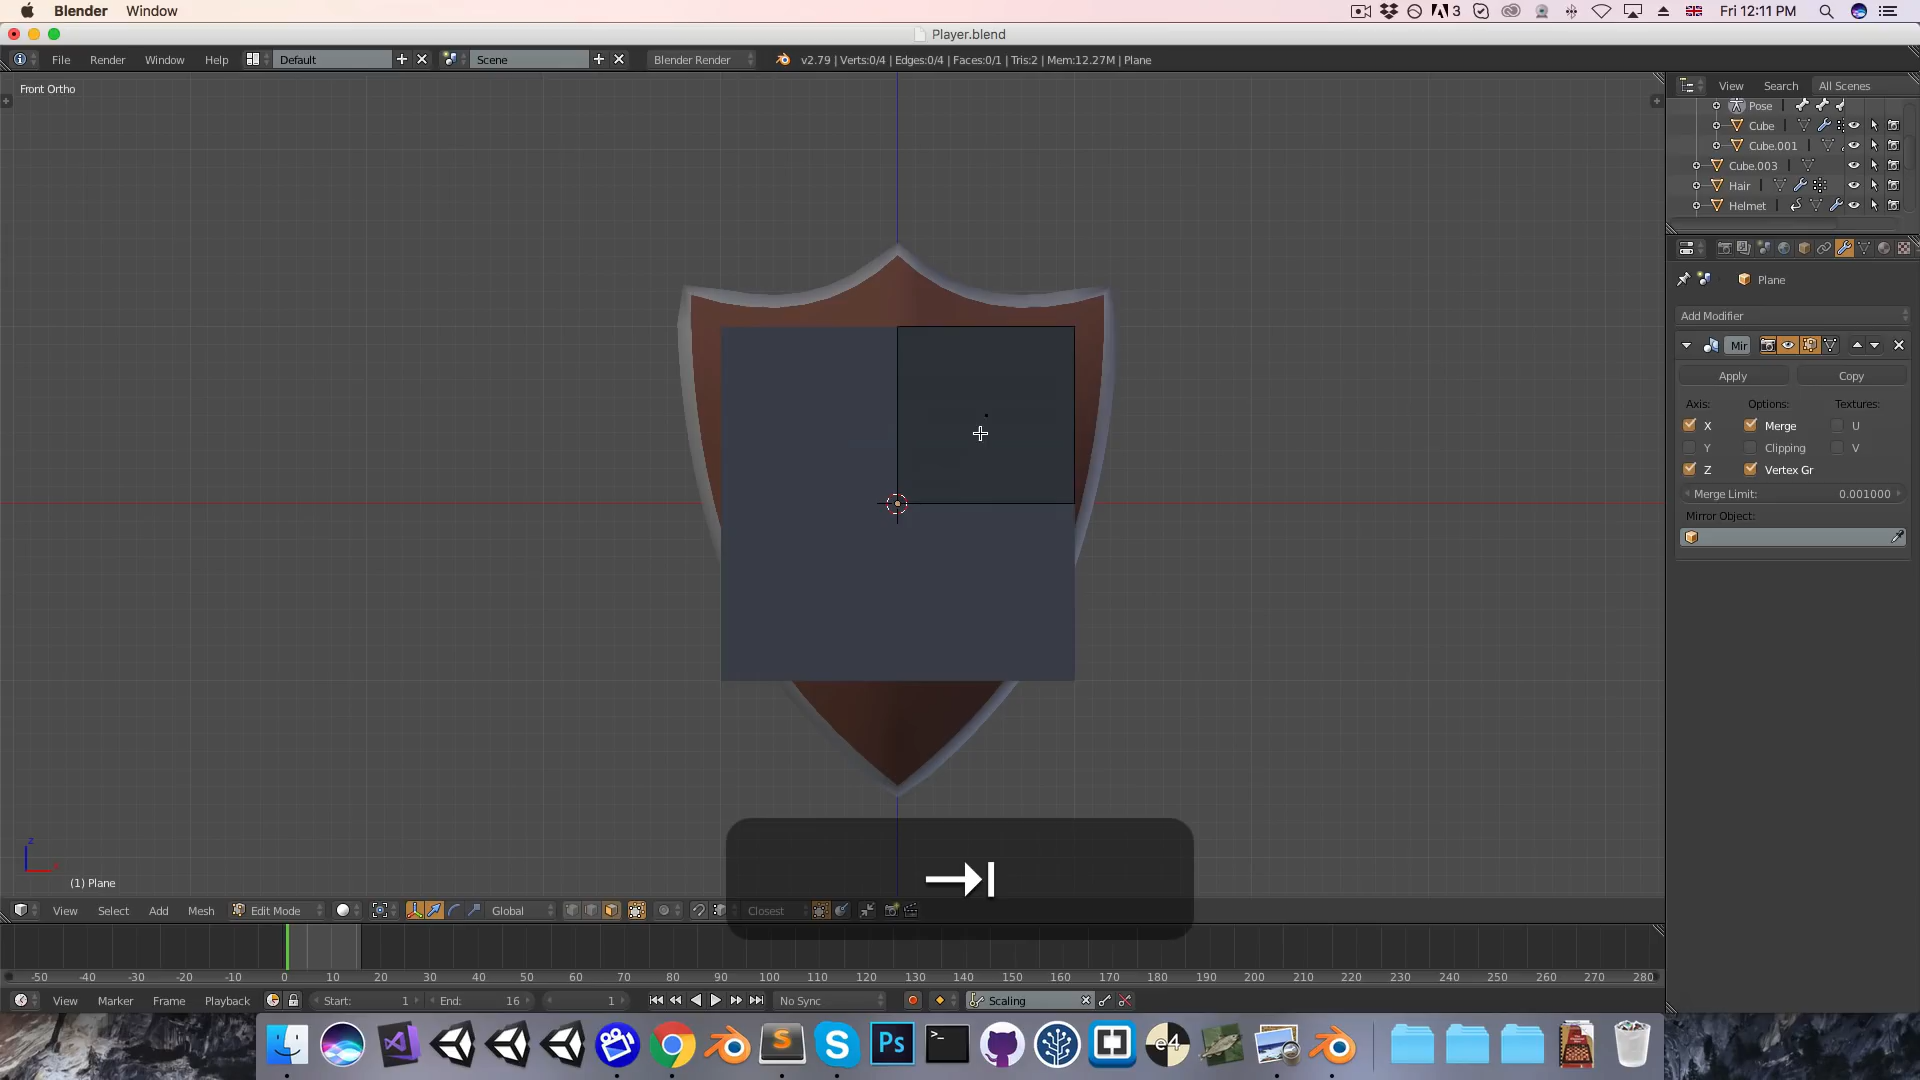 Blender Window 3 Fri 12:11 PM
Player.blend
File Render Window Help Default Scene Blender Render v2.79 | Verts:0/4 | Edges:0/4 | Faces:0/1 | Tris:2 | Mem:12.27M | Plane
Front Ortho
View Search All Scenes
Pose
Cube
Cube.001
Cube.003
Hair
Helmet
Plane
Add Modifier
Mir
Apply Copy
Axis: Options: Textures:
X Merge U
Y Clipping V
Z Vertex Gr
Merge Limit: 0.001000
Mirror Object:
z
(1) Plane
View Select Add Mesh Edit Mode Global Closest
-50 -40 -30 -20 -10 0 10 20 30 40 50 60 70 80 90 100 110 120 130 140 150 160 170 180 190 200 210 220 230 240 250 260 270 280
View Marker Frame Playback Start: 1 End: 16 1 No Sync Scaling
S S Ps >_ e4